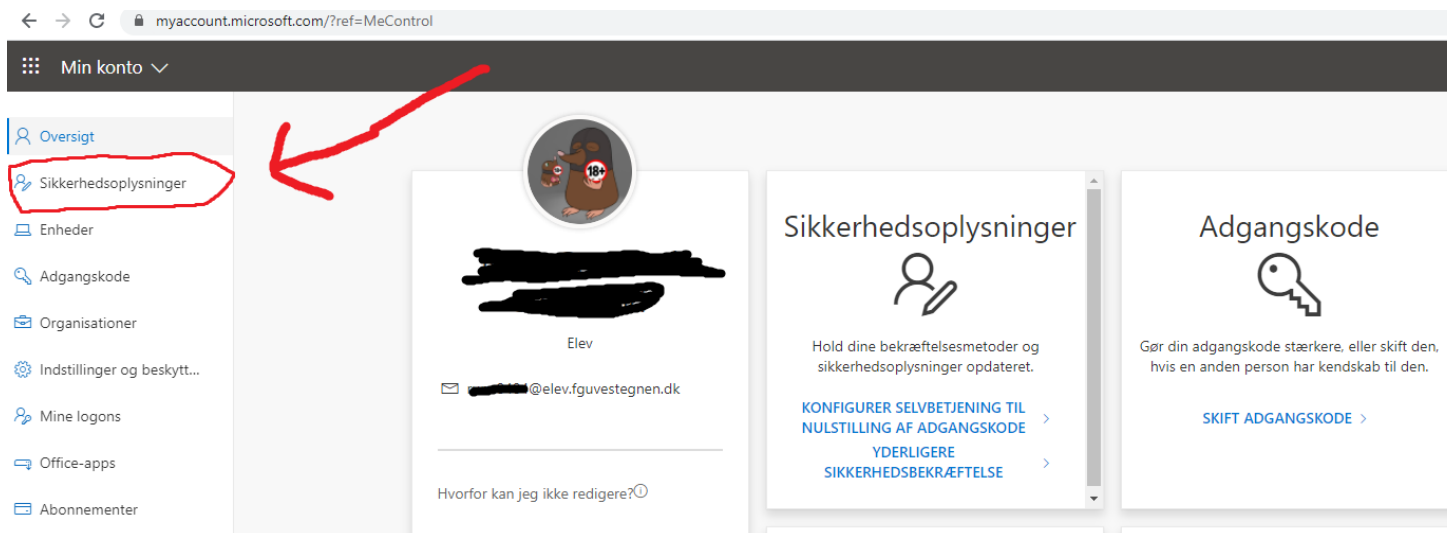 myaccount.microsoft.com/?ref=MeControl
Min konto
Oversigt
Sikkerhedsoplysninger
Enheder
Adgangskode
Organisationer
Indstillinger og beskytt...
Mine logons
Office-apps
Abonnementer
18+
Elev
@elev.fguvestegnen.dk
Hvorfor kan jeg ikke redigere?
Sikkerhedsoplysninger
Hold dine bekræftelsesmetoder og
sikkerhedsoplysninger opdateret.
KONFIGURER SELVBETJENING TIL
NULSTILLING AF ADGANGSKODE
YDERLIGERE
SIKKERHEDSBEKRÆFTELSE
Adgangskode
Gør din adgangskode stærkere, eller skift den,
hvis en anden person har kendskab til den.
SKIFT ADGANGSKODE